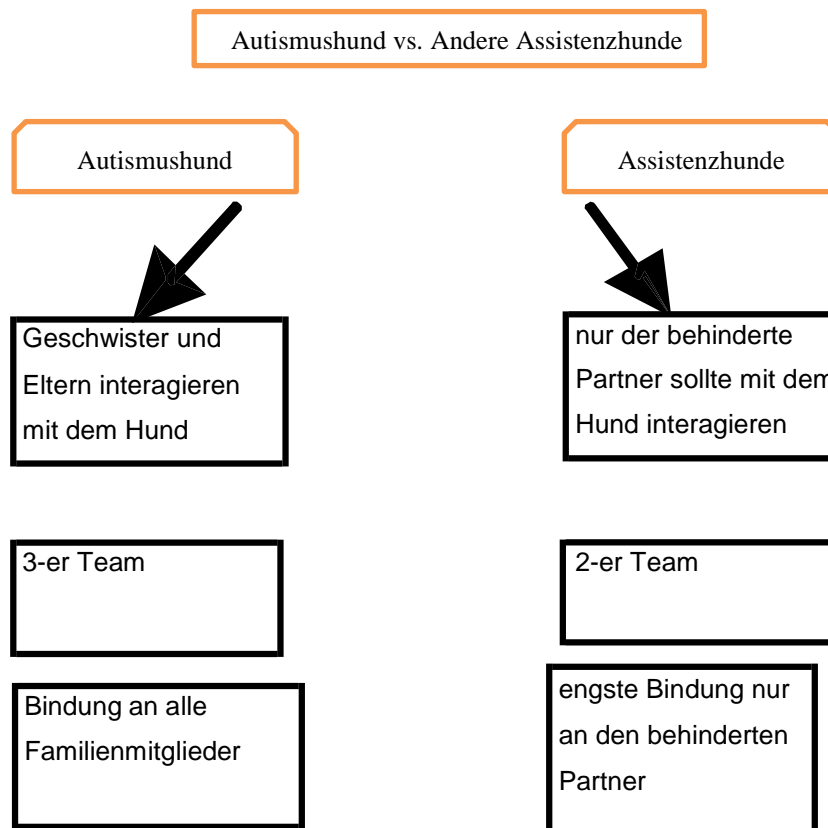 Autismushund vs. Andere Assistenzhunde
Autismushund
Assistenzhunde
Geschwister und
Eltern interagieren
mit dem Hund
nur der behinderte
Partner sollte mit dem
Hund interagieren
3-er Team
2-er Team
Bindung an alle
Familienmitglieder
engste Bindung nur
an den behinderten
Partner